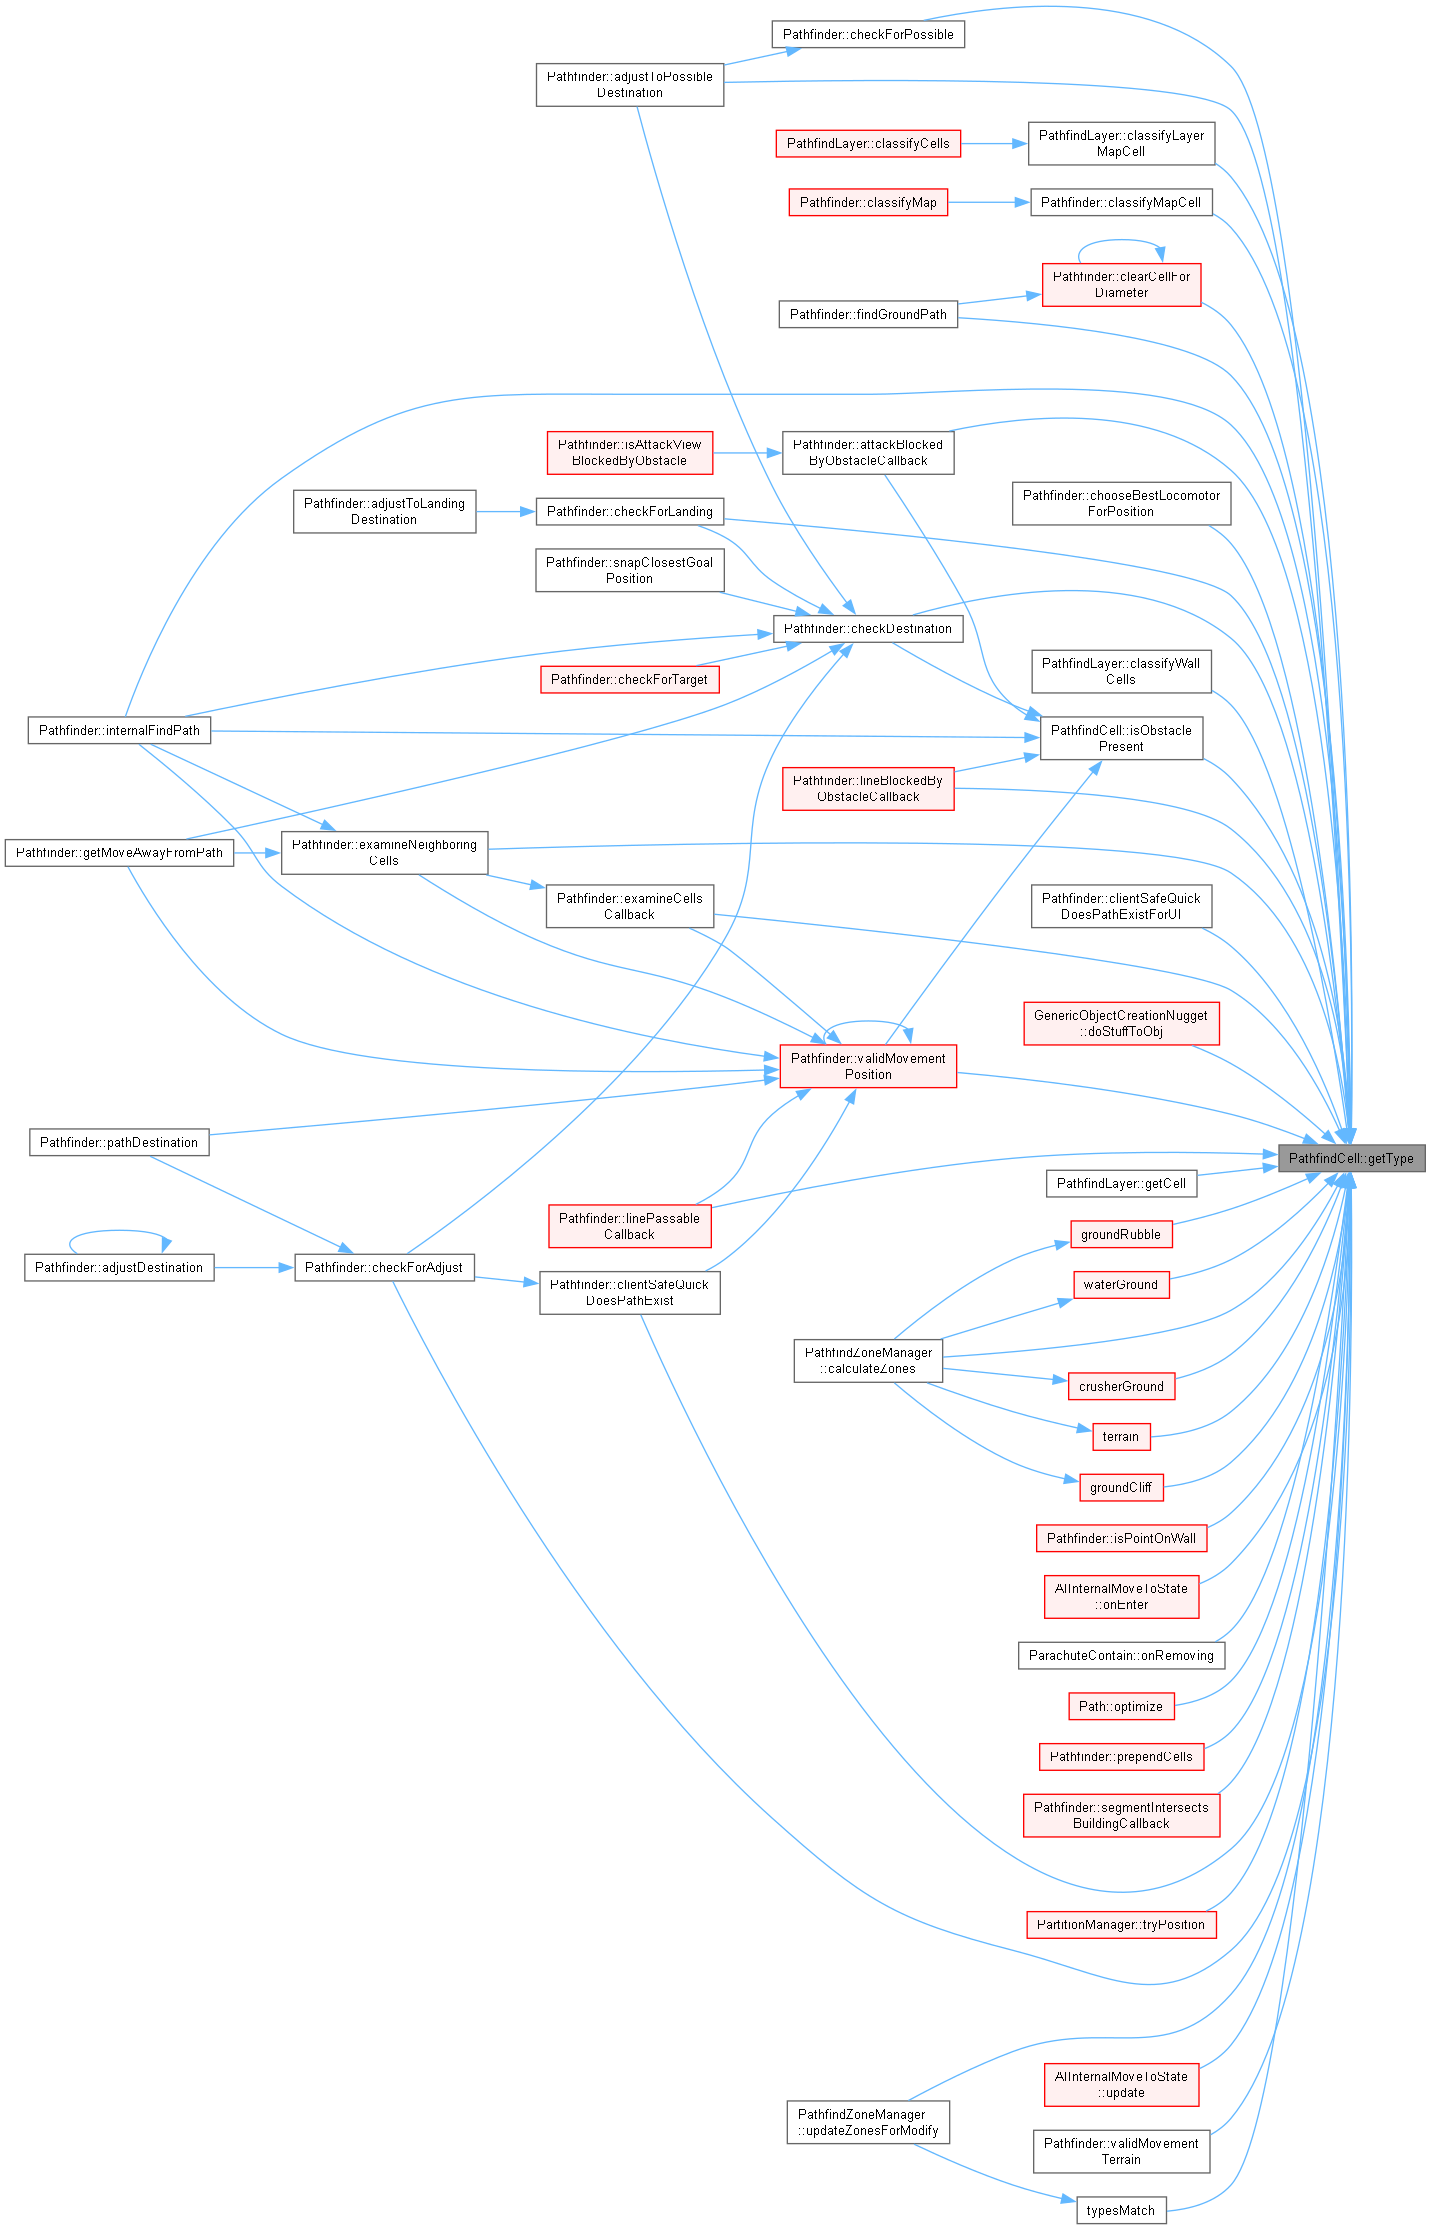 Pathfinder::checkForPossible
Pathfinder::adjustToPossible
Destination
PathfindLayer::classifyLayer
MapCell
PathfindLayer::classifyCells
Pathfinder::classifyMap
Pathfinder::classifyMapCell
Pathfinder::clearCellFor
Diameter
Pathfinder::findGroundPath
Pathfinder::isAttackView
BlockedByObstacle
Pathfinder::attackBlocked
ByObstacleCallback
Pathfinder::adjustToLanding
Destination
Pathfinder::checkForLanding
Pathfinder::chooseBestLocomotor
ForPosition
Pathfinder::snapClosestGoal
Position
Pathfinder::checkDestination
Pathfinder::checkForTarget
PathfindLayer::classifyWall
Cells
Pathfinder::internalFindPath
PathfindCell::isObstacle
Present
Pathfinder::lineBlockedBy
ObstacleCallback
Pathfinder::getMoveAwayFromPath
Pathfinder::examineNeighboring
Cells
Pathfinder::examineCells
Callback
Pathfinder::clientSafeQuick
DoesPathExistForUI
GenericObjectCreationNugget
::doStuffToObj
Pathfinder::validMovement
Position
Pathfinder::pathDestination
PathfindCell::getType
PathfindLayer::getCell
Pathfinder::linePassable
Callback
groundRubble
Pathfinder::adjustDestination
Pathfinder::checkForAdjust
Pathfinder::clientSafeQuick
DoesPathExist
waterGround
PathfindZoneManager
::calculateZones
crusherGround
terrain
groundCliff
Pathfinder::isPointOnWall
AIInternalMoveToState
::onEnter
ParachuteContain::onRemoving
Path::optimize
Pathfinder::prependCells
Pathfinder::segmentIntersects
BuildingCallback
PartitionManager::tryPosition
AIInternalMoveToState
::update
PathfindZoneManager
::updateZonesForModify
Pathfinder::validMovement
Terrain
typesMatch